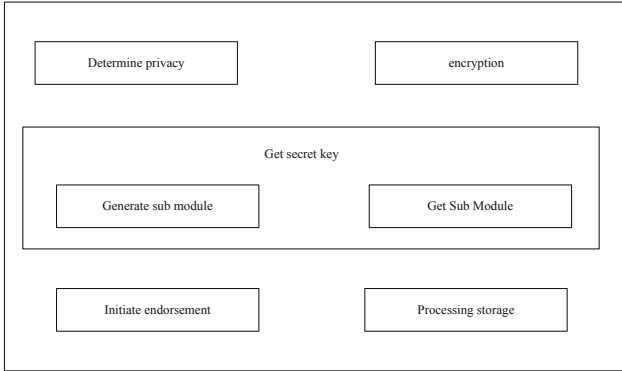 Determine privacy
encryption
Get secret key
Generate sub module
Get Sub Module
Initiate endorsement
Processing storage